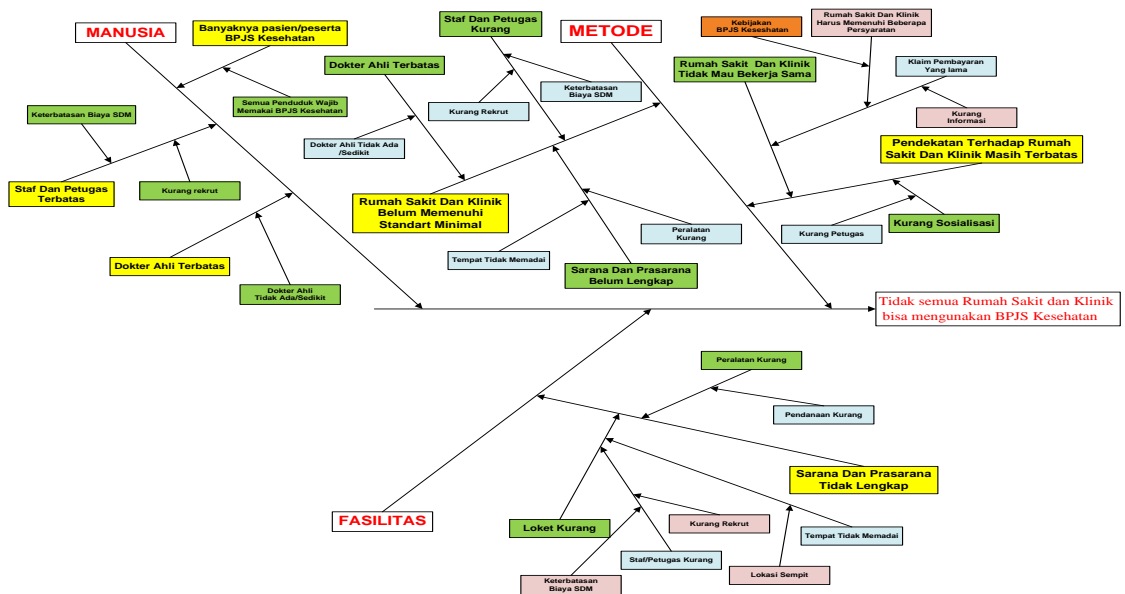 MANUSIA
Banyaknya pasien/peserta
BPJS Kesehatan
Semua Penduduk Wajib
Memakai BPJS Kesehatan
Keterbatasan Biaya SDM
Staf Dan Petugas
Terbatas
Kurang rekrut
Dokter Ahli Terbatas
Dokter Ahli
Tidak Ada/Sedikit
METODE
Staf Dan Petugas
Kurang
Dokter Ahli Terbatas
Kurang Rekrut
Keterbatasan
Biaya SDM
Dokter Ahli Tidak Ada
/Sedikit
Rumah Sakit Dan Klinik
Belum Memenuhi
Standart Minimal
Peralatan
Kurang
Tempat Tidak Memadai
Sarana Dan Prasarana
Belum Lengkap
Kebijakan
BPJS Keseshatan
Rumah Sakit Dan Klinik
Harus Memenuhi Beberapa
Persyaratan
Rumah Sakit Dan Klinik
Tidak Mau Bekerja Sama
Klaim Pembayaran
Yang lama
Kurang
Informasi
Pendekatan Terhadap Rumah
Sakit Dan Klinik Masih Terbatas
Kurang Petugas
Kurang Sosialisasi
Tidak semua Rumah Sakit dan Klinik
bisa mengunakan BPJS Kesehatan
FASILITAS
Peralatan Kurang
Pendanaan Kurang
Sarana Dan Prasarana
Tidak Lengkap
Loket Kurang
Kurang Rekrut
Staf/Petugas Kurang
Keterbatasan
Biaya SDM
Tempat Tidak Memadai
Lokasi Sempit